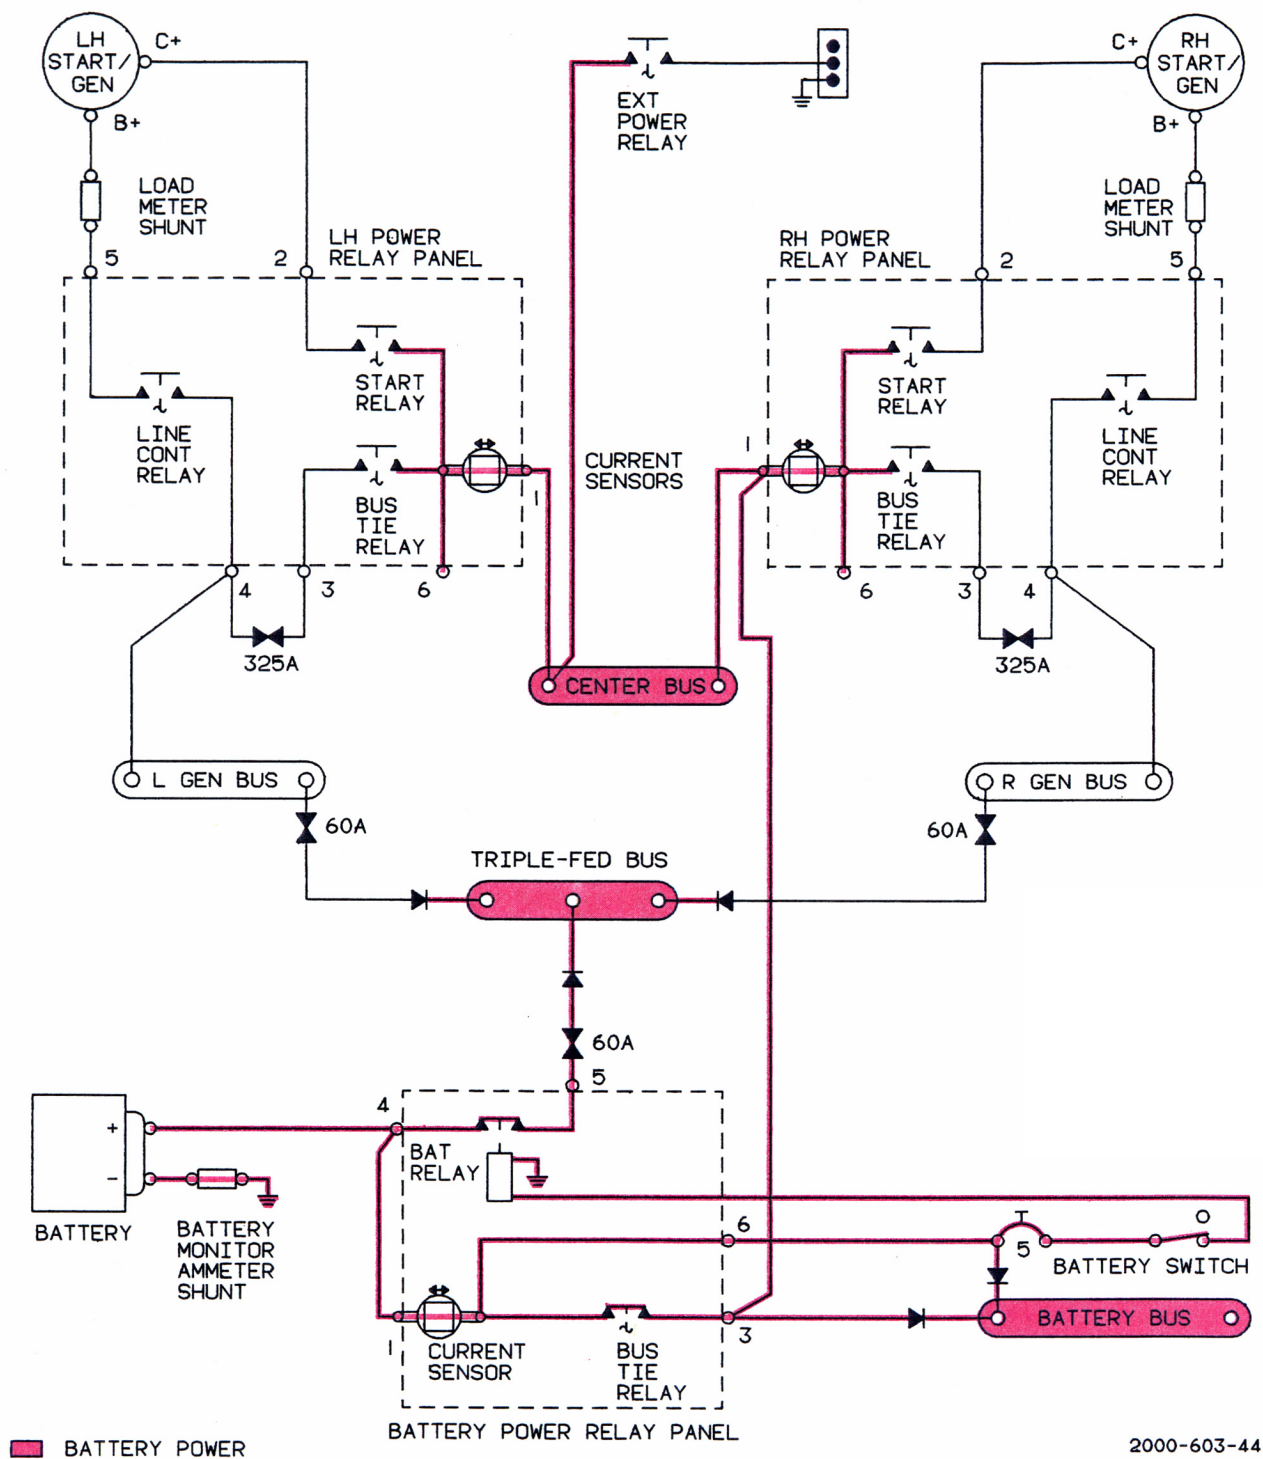 LH
START/
GEN
C+
B+
LOAD
METER
SHUNT
5
2
LH POWER
RELAY PANEL
EXT
POWER
RELAY
RH
START/
GEN
C+
B+
LOAD
METER
SHUNT
RH POWER
RELAY PANEL
2
5
START
RELAY
LINE
CONT
RELAY
BUS
TIE
RELAY
1
CURRENT
SENSORS
1
START
RELAY
BUS
TIE
RELAY
LINE
CONT
RELAY
4
3
6
325A
6
3
4
325A
CENTER BUS
L GEN BUS
60A
R GEN BUS
60A
TRIPLE-FED BUS
60A
5
4
+
-
BATTERY
BATTERY
MONITOR
AMMETER
SHUNT
BAT
RELAY
6
5
BATTERY SWITCH
BATTERY BUS
1
CURRENT
SENSOR
BUS
TIE
RELAY
3
BATTERY POWER RELAY PANEL
BATTERY POWER
2000-603-44